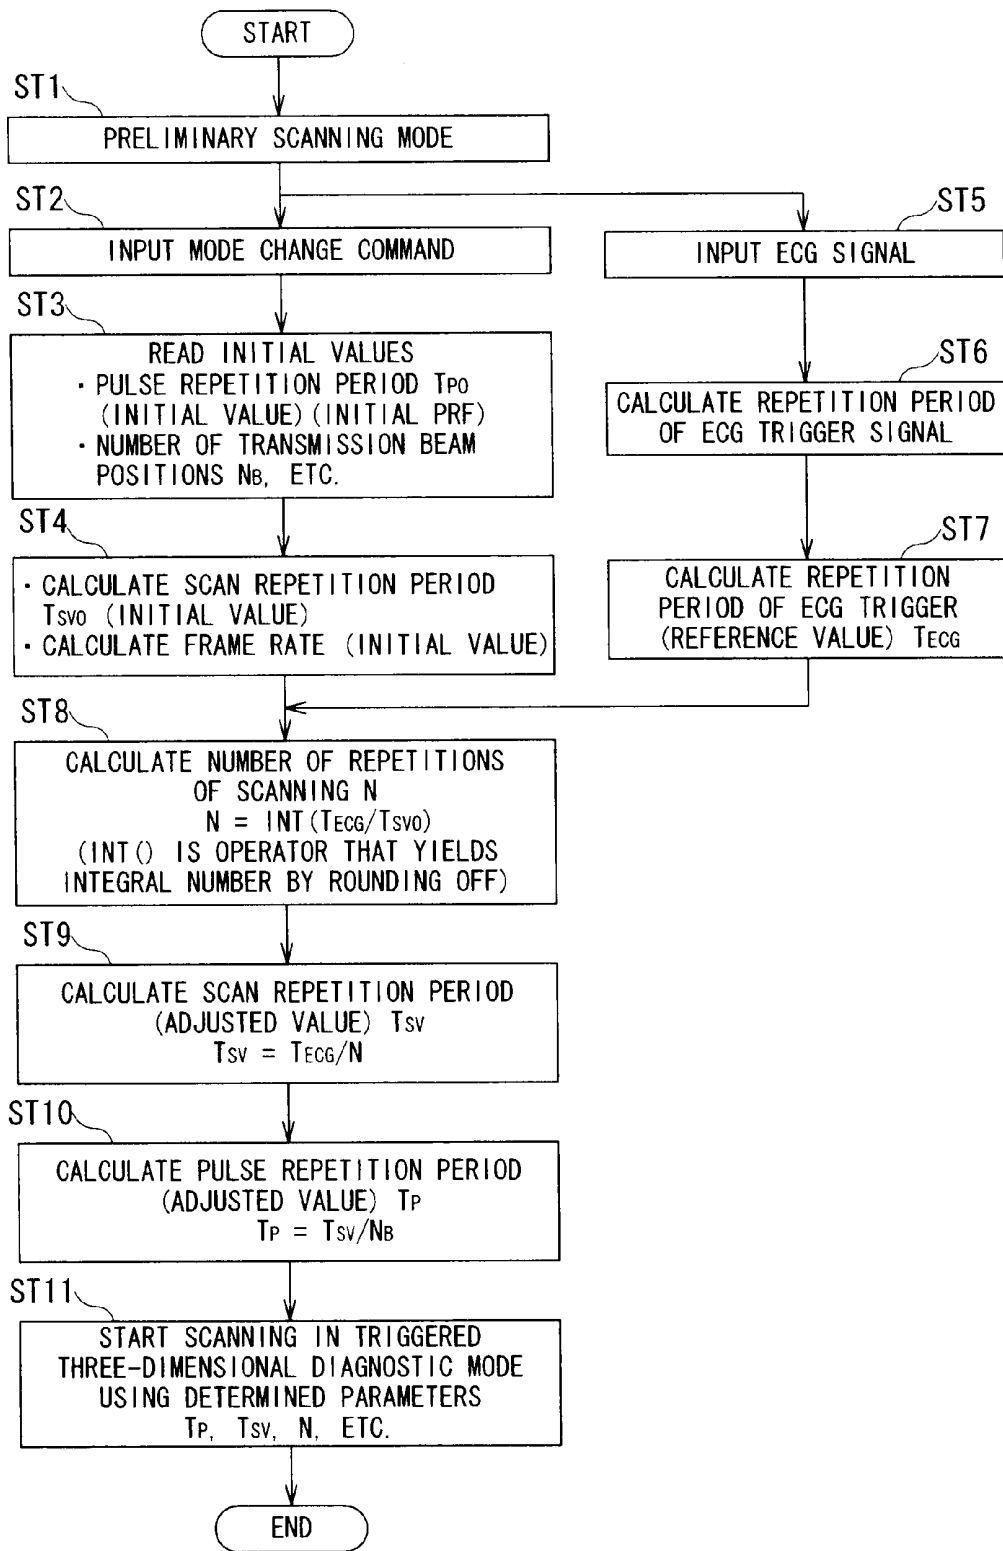 START
ST1
PRELIMINARY SCANNING MODE
ST2
INPUT MODE CHANGE COMMAND
ST3
READ INITIAL VALUES
・PULSE REPETITION PERIOD TP0
(INITIAL VALUE)(INITIAL PRF)
・NUMBER OF TRANSMISSION BEAM
POSITIONS NB, ETC.
ST4
・CALCULATE SCAN REPETITION PERIOD
TSV0 (INITIAL VALUE)
・CALCULATE FRAME RATE (INITIAL VALUE)
ST5
INPUT ECG SIGNAL
ST6
CALCULATE REPETITION PERIOD
OF ECG TRIGGER SIGNAL
ST7
CALCULATE REPETITION
PERIOD OF ECG TRIGGER
(REFERENCE VALUE) TECG
ST8
CALCULATE NUMBER OF REPETITIONS
OF SCANNING N
N = INT(TECG/TSV0)
(INT() IS OPERATOR THAT YIELDS
INTEGRAL NUMBER BY ROUNDING OFF)
ST9
CALCULATE SCAN REPETITION PERIOD
(ADJUSTED VALUE) TSV
TSV = TECG/N
ST10
CALCULATE PULSE REPETITION PERIOD
(ADJUSTED VALUE) TP
TP = TSV/NB
ST11
START SCANNING IN TRIGGERED
THREE-DIMENSIONAL DIAGNOSTIC MODE
USING DETERMINED PARAMETERS
TP, TSV, N, ETC.
END